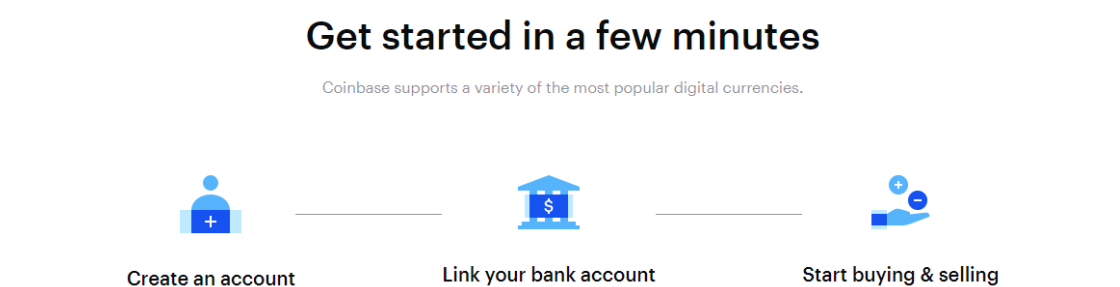 Get started in a few minutes
Coinbase supports a variety of the most popular digital currencies.
$
Create an account
Link your bank account
Start buying & selling